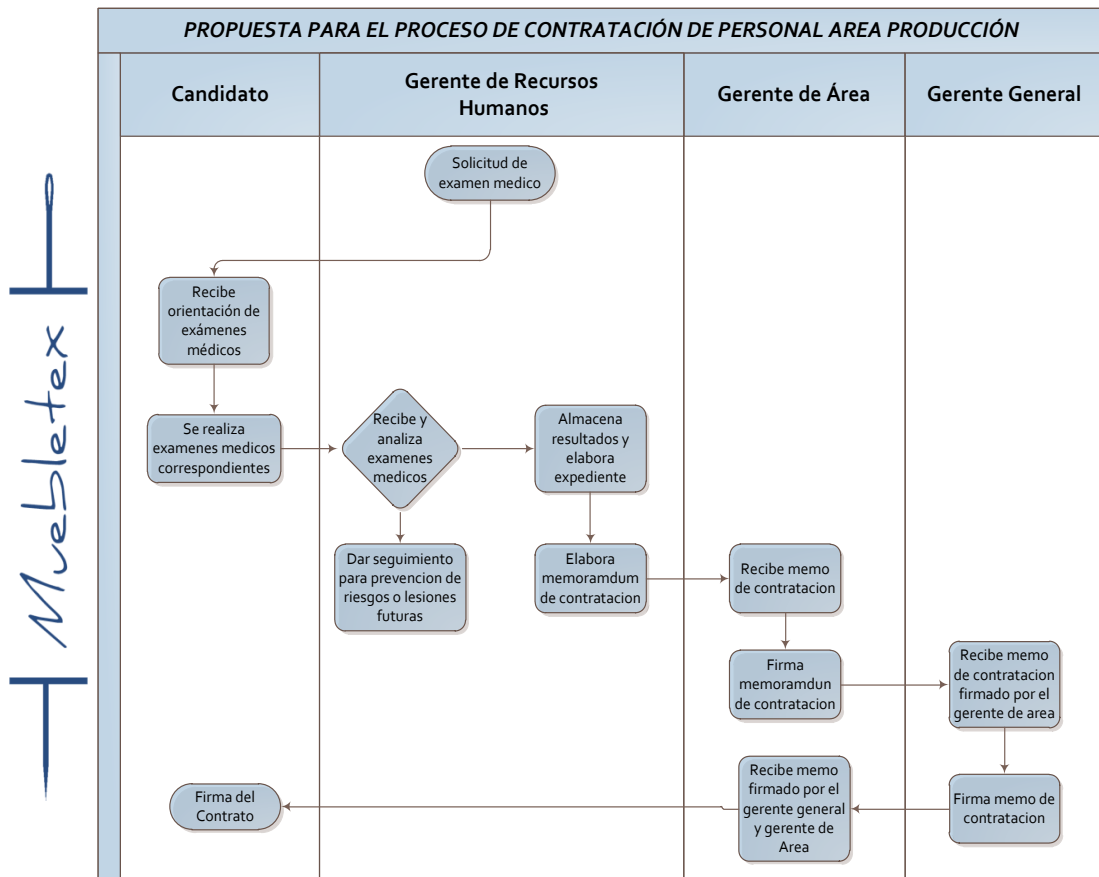 PROPUESTA PARA EL PROCESO DE CONTRATACIÓN DE PERSONAL AREA PRODUCCIÓN
Candidato
Gerente de Recursos
Humanos
Gerente de Área
Gerente General
Solicitud de
examen medico
Recibe
orientación de
exámenes
médicos
Se realiza
examenes medicos
correspondientes
Recibe y
analiza
examenes
medicos
Almacena
resultados y
elabora
expediente
Dar seguimiento
para prevencion de
riesgos o lesiones
futuras
Elabora
memoramdum
de contratacion
Recibe memo
de contratacion
Firma
memoramdun
de contratacion
Recibe memo
de contratacion
firmado por el
gerente de area
Firma memo de
contratacion
Recibe memo
firmado por el
gerente general
y gerente de
Area
Firma del
Contrato
Muebletex